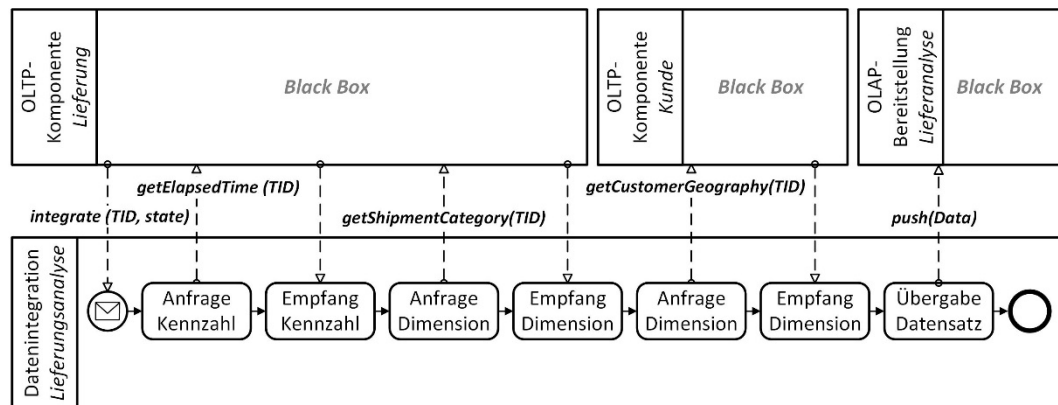 OLTP-
Komponente
Lieferung
Black Box
OLTP-
Komponente
Kunde
Black Box
OLAP-
Bereitstellung
Lieferanalyse
Black Box
getElapsedTime (TID)
getCustomerGeography(TID)
integrate (TID, state)
getShipmentCategory(TID)
push(Data)
Datenintegration
Lieferungsanalyse
Anfrage
Kennzahl
Empfang
Kennzahl
Anfrage
Dimension
Empfang
Dimension
Anfrage
Dimension
Empfang
Dimension
Übergabe
Datensatz